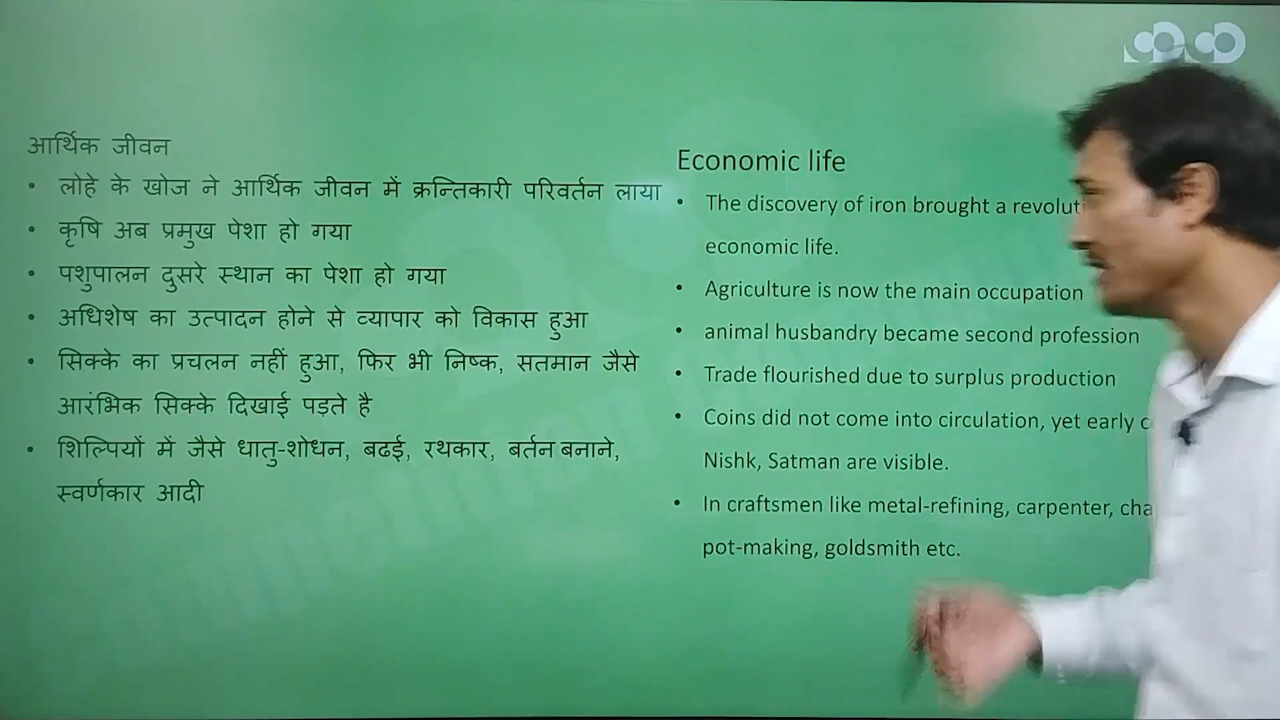 आर्थिक जीवन
• लोहे के खोज ने आर्थिक जीवन में क्रन्तिकारी परिवर्तन लाया
• कृषि अब प्रमुख पेशा हो गया
• पशुपालन दुसरे स्थान का पेशा हो गया
• अधिशेष का उत्पादन होने से व्यापार को विकास हुआ
• सिक्के का प्रचलन नहीं हुआ, फिर भी निष्क, सतमान जैसे
आरंभिक सिक्के दिखाई पड़ते है
• शिल्पियों में जैसे धातु-शोधन, बढई, रथकार, बर्तन बनाने,
स्वर्णकार आदी
Economic life
• The discovery of iron brought a
economic life.
• Agriculture is now the main occupation
• animal husbandry became second profession
• Trade flourished due to surplus production
• Coins did not come into circulation, yet early
Nishk, Satman are visible.
• In craftsmen like metal-refining, carpenter,
pot-making, goldsmith etc.